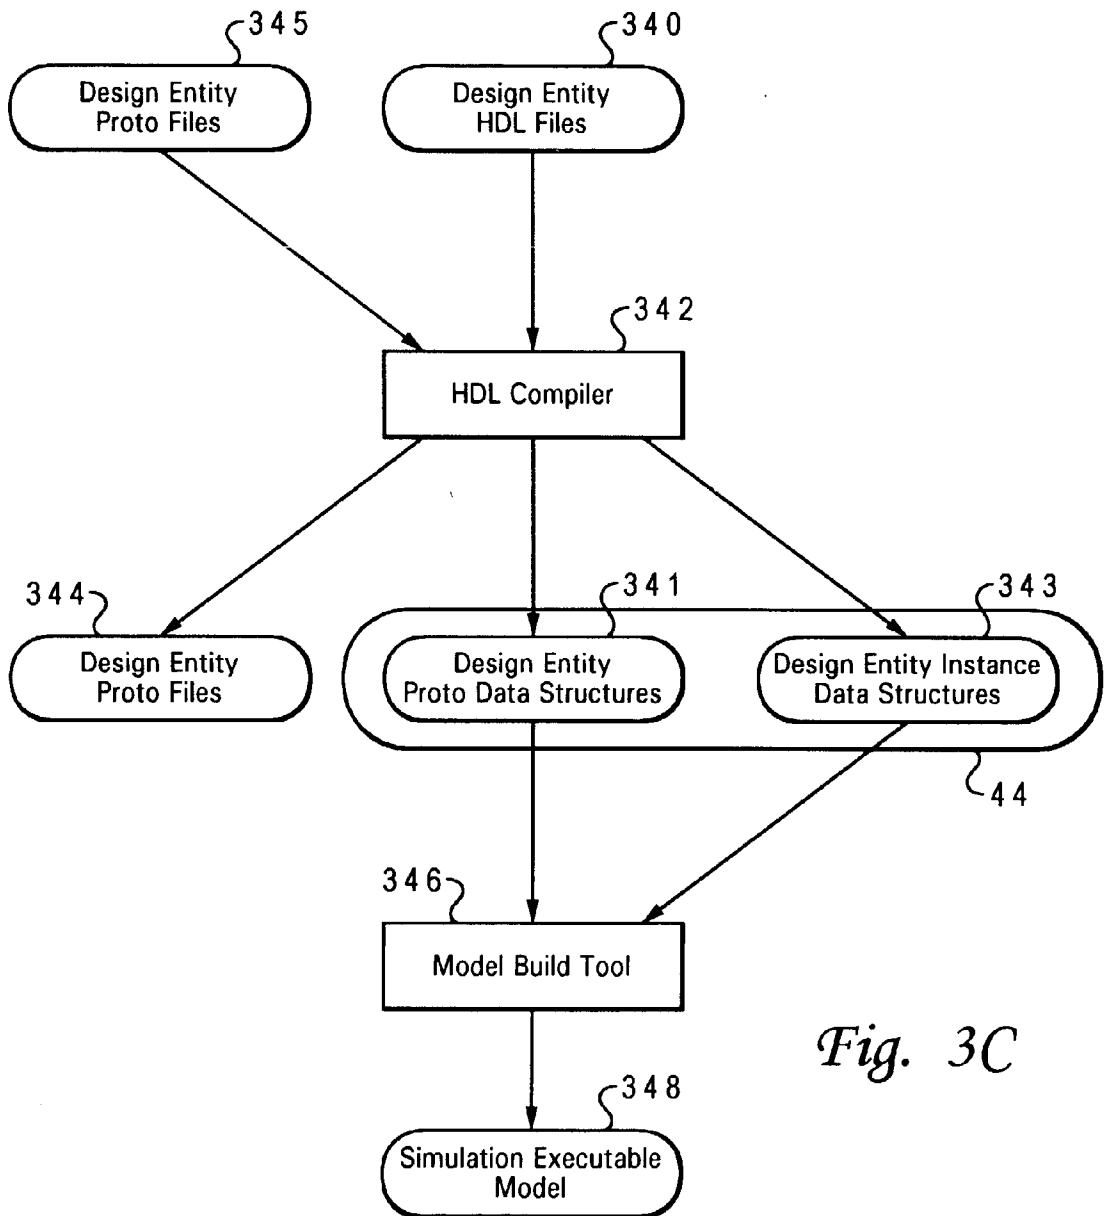 345
340
Design Entity
Proto Files
Design Entity
HDL Files
342
HDL Compiler
344
341
343
Design Entity
Proto Files
Design Entity
Proto Data Structures
Design Entity Instance
Data Structures
44
346
Model Build Tool
Fig. 3C
348
Simulation Executable
Model